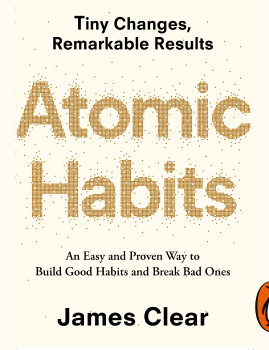 Tiny Changes,
Remarkable Results
Atomic
Habits
An Easy and Proven Way to
Build Good Habits and Break Bad Ones
James Clear